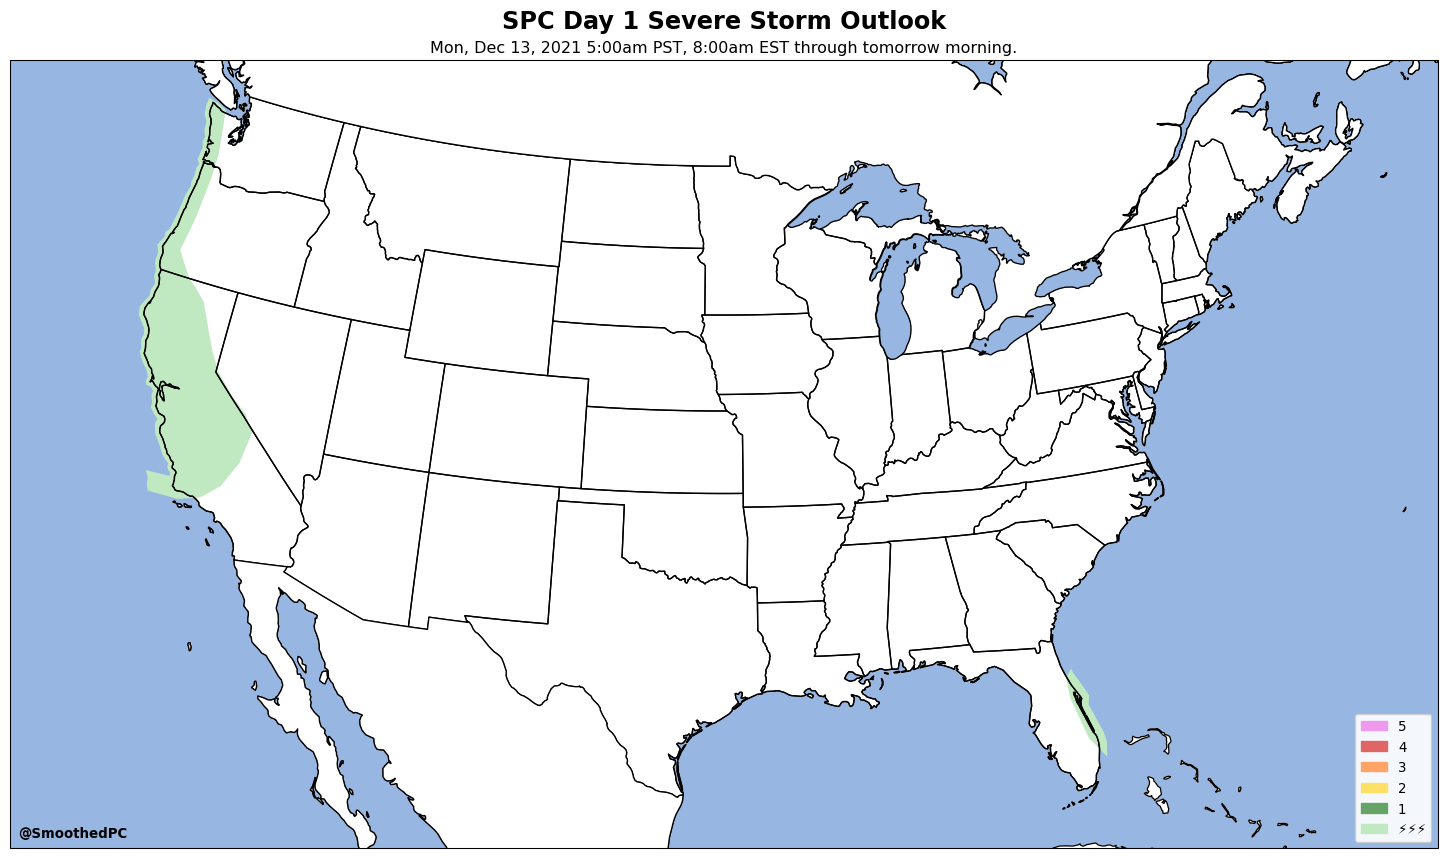 SPC Day 1 Severe Storm Outlook
Mon, Dec 13, 2021 5:00am PST, 8:00am EST through tomorrow morning.
5
4
3
2
1
⚡⚡⚡
@SmoothedPC